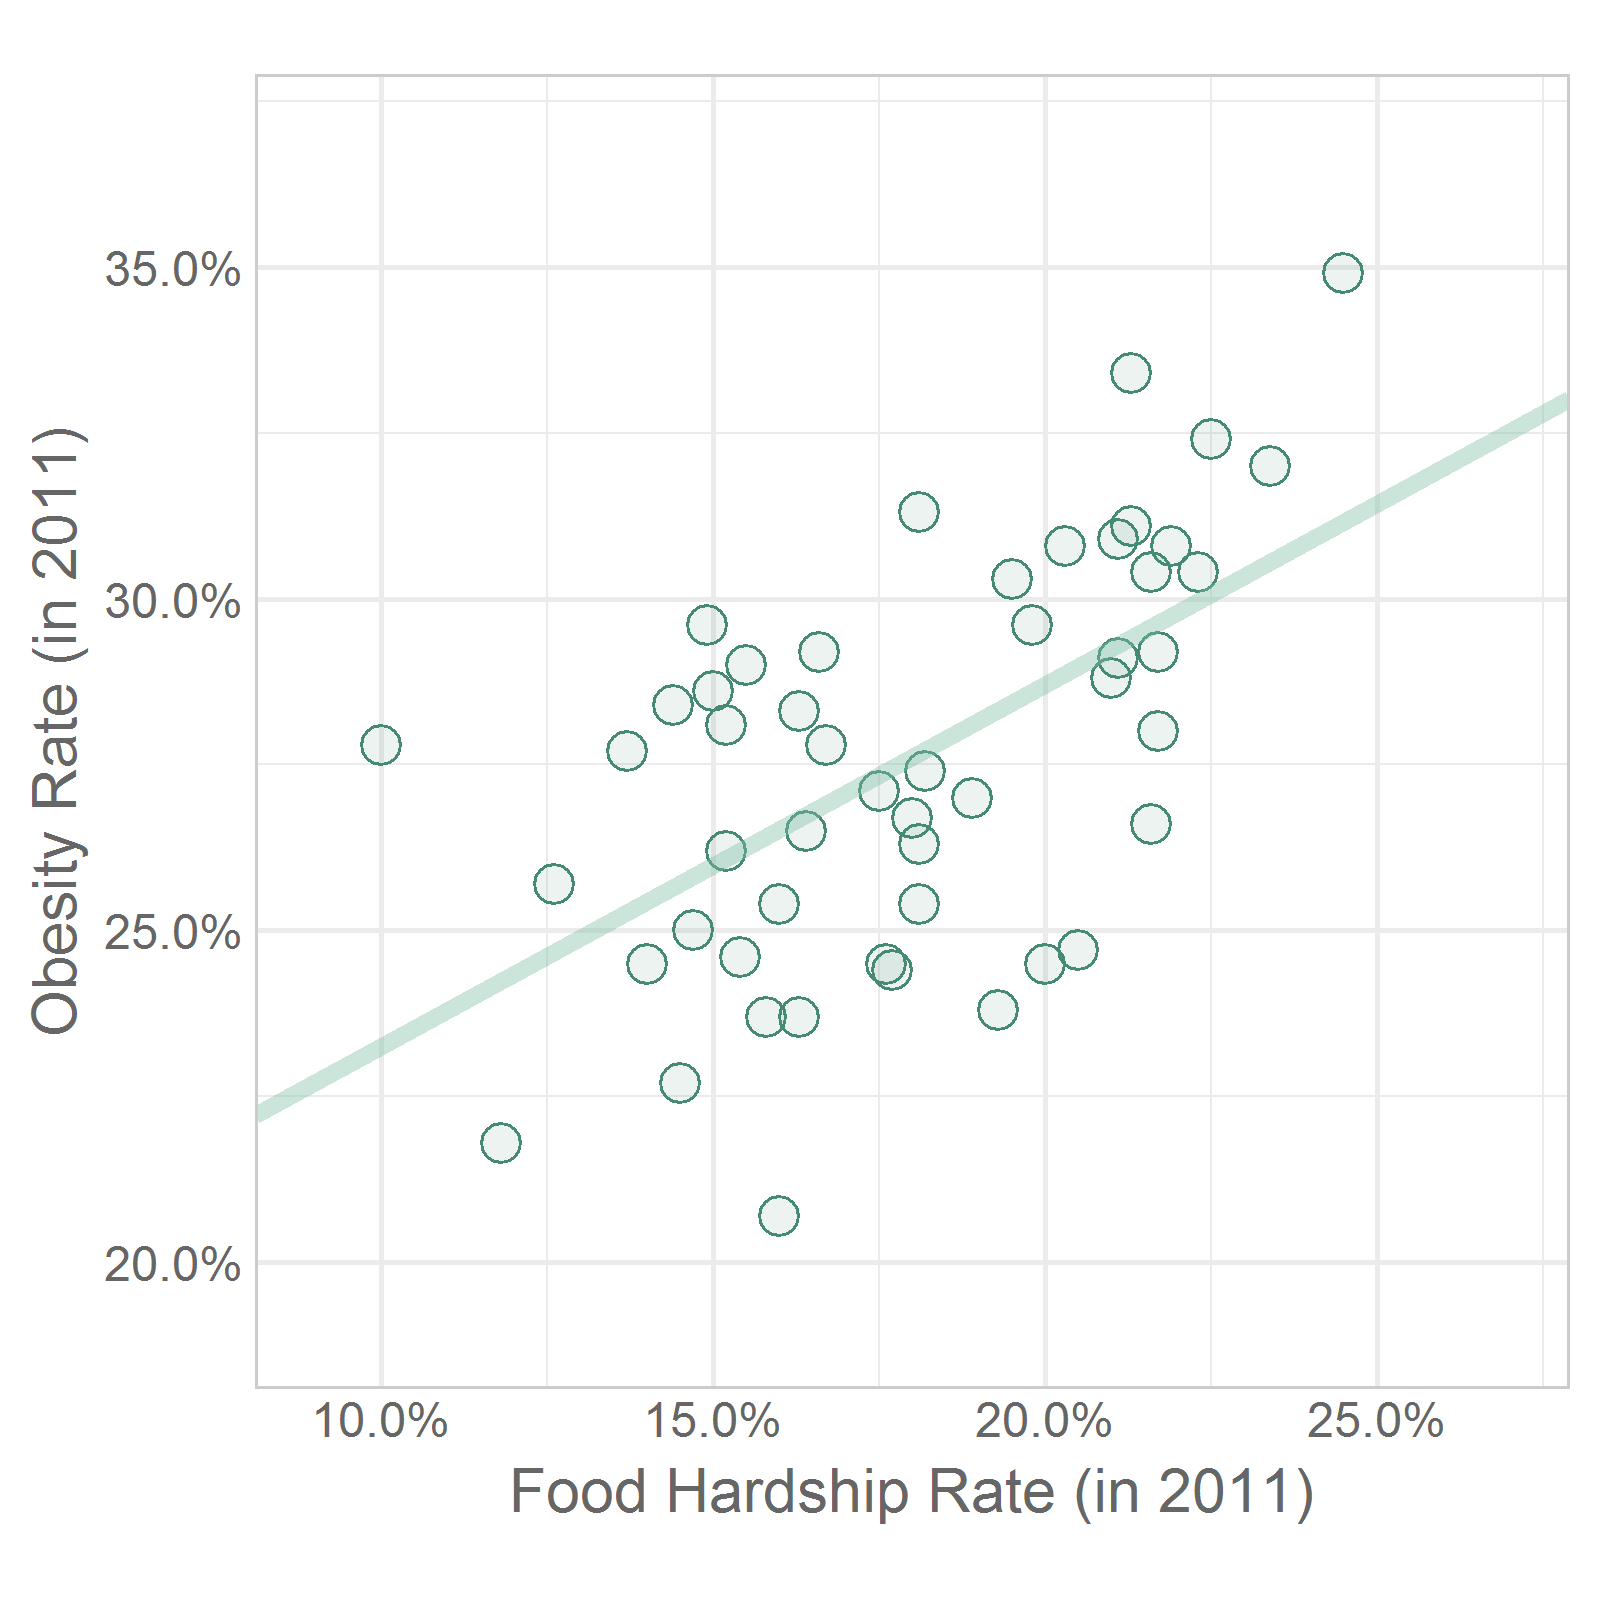 35.0%
30.0%
25.0%
20.0%
Obesity Rate (in 2011)
10.0% 15.0% 20.0% 25.0%
Food Hardship Rate (in 2011)